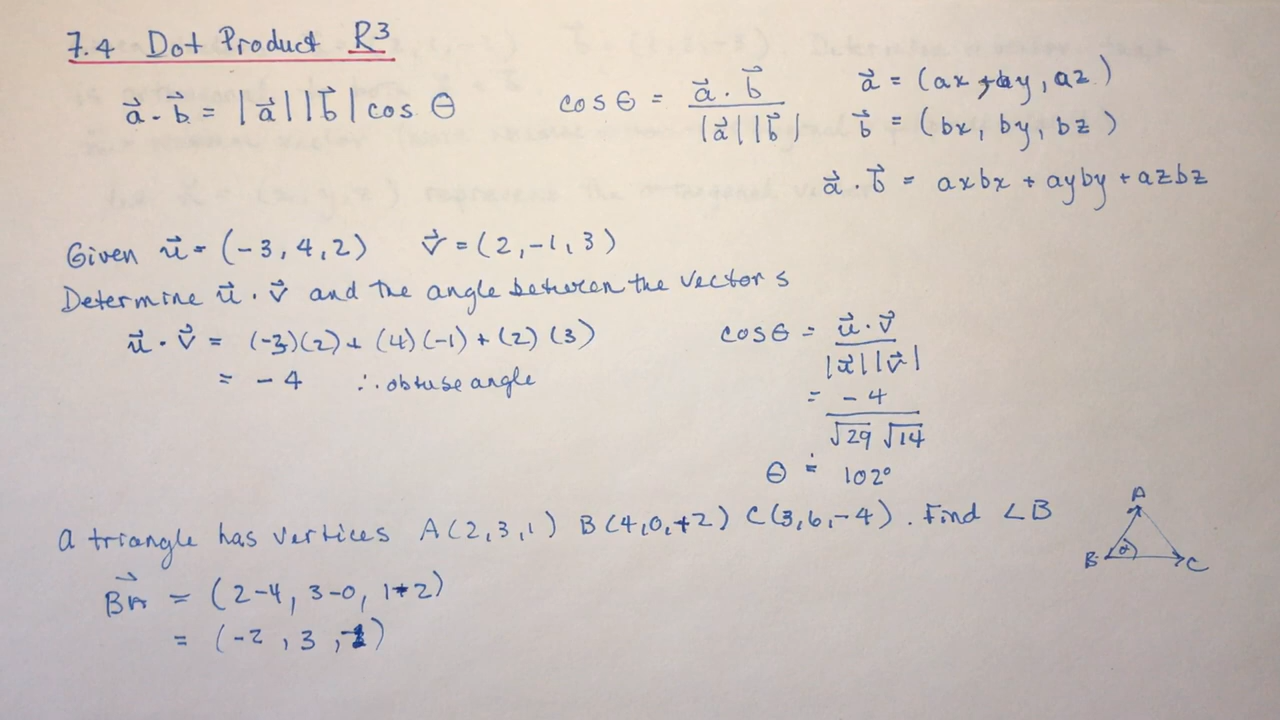 7.4 Dot Product R³
a⃗ · b⃗ = |a⃗||b⃗| cos θ
cos θ = a⃗ · b⃗ / |a⃗||b⃗|
a⃗ = (ax, ay, az)
b⃗ = (bx, by, bz)
a⃗ · b⃗ = axbx + ayby + azbz
Given u⃗ = (-3, 4, 2) v⃗ = (2, -1, 3)
Determine u⃗ · v⃗ and the angle between the vectors
u⃗ · v⃗ = (-3)(2) + (4)(-1) + (2)(3)
= -4 ∴ obtuse angle
cos θ = u⃗ · v⃗ / |u⃗||v⃗|
= -4 / √29 √14
θ ≐ 102°
A triangle has vertices A(2, 3, 1) B(4, 0, +2) C(3, 6, -4). Find ∠B
B⃗A = (2-4, 3-0, 1-2)
= (-2, 3, -1)
A
B α C